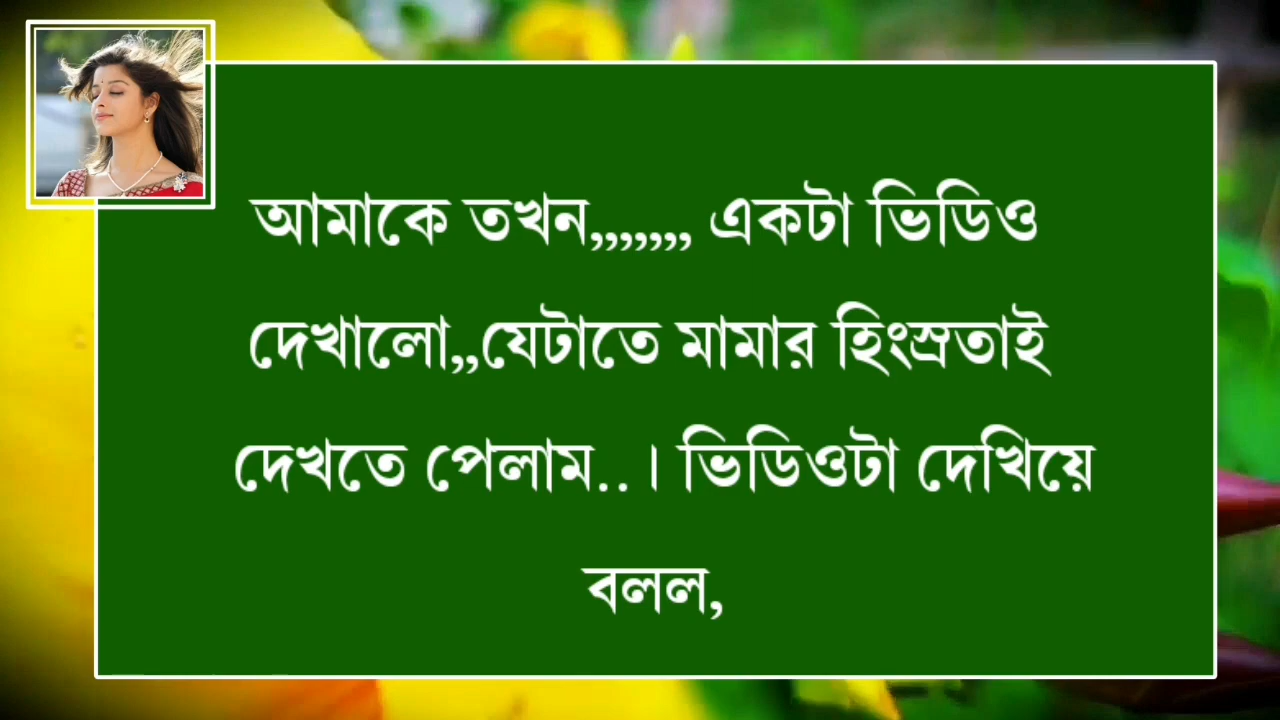 আমাকে তখন,,,,,,, একটা ভিডিও
দেখালো,,যেটাতে মামার হিংস্রতাই
দেখতে পেলাম..। ভিডিওটা দেখিয়ে
বলল,